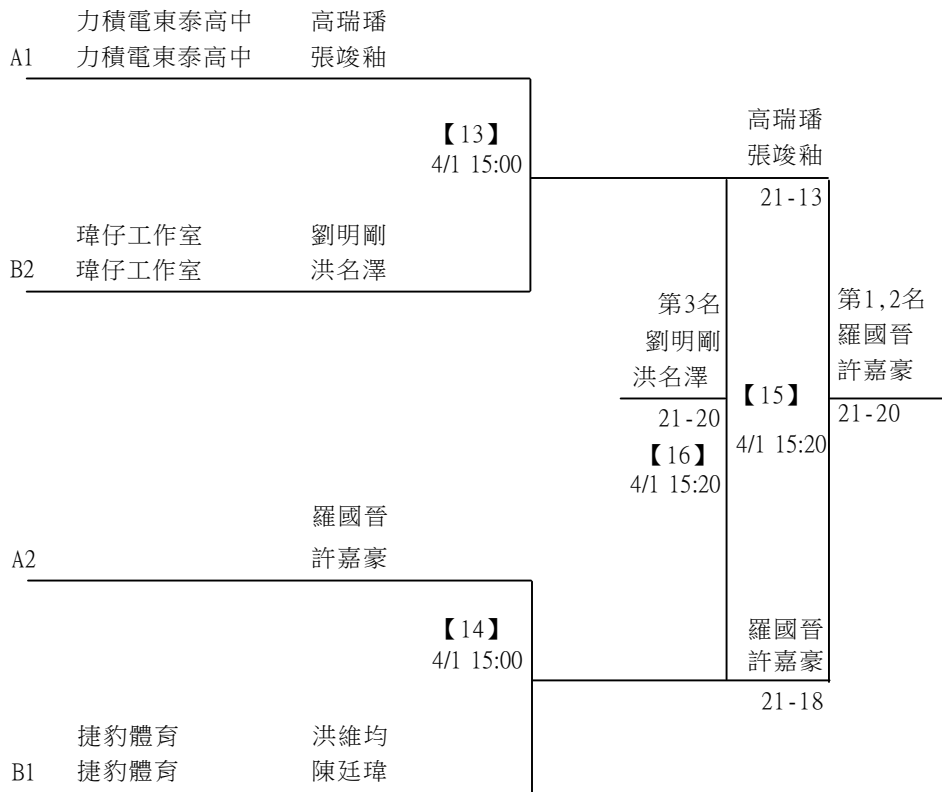 力積電東泰高中 高瑞璠
A1 力積電東泰高中 張竣釉
【13】
4/1 15:00
高瑞璠
張竣釉
21-13
瑋仔工作室 劉明剛
B2 瑋仔工作室 洪名澤
第3名
劉明剛
洪名澤
21-20
【16】
4/1 15:20
【15】
4/1 15:20
第1,2名
羅國晉
許嘉豪
21-20
羅國晉
A2 許嘉豪
【14】
4/1 15:00
羅國晉
許嘉豪
21-18
捷豹體育 洪維均
B1 捷豹體育 陳廷瑋